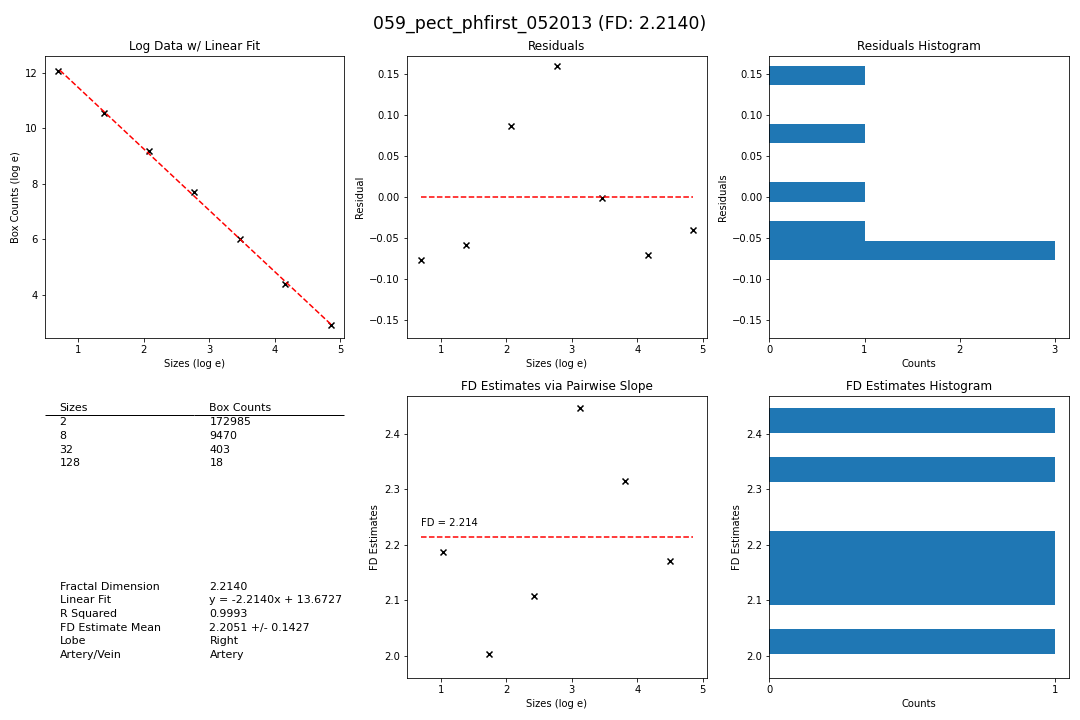 059_pect_phfirst_052013 (FD: 2.2140)
Log Data w/ Linear Fit
Box Counts (log e)
12
10
8
6
4
1 2 3 4 5
Sizes (log e)
Residuals
Residual
0.15
0.10
0.05
0.00
−0.05
−0.10
−0.15
1 2 3 4 5
Sizes (log e)
Residuals Histogram
Residuals
0.15
0.10
0.05
0.00
−0.05
−0.10
−0.15
0 1 2 3
Counts
Sizes Box Counts
2 172985
8 9470
32 403
128 18
Fractal Dimension 2.2140
Linear Fit y = -2.2140x + 13.6727
R Squared 0.9993
FD Estimate Mean 2.2051 +/- 0.1427
Lobe Right
Artery/Vein Artery
FD Estimates via Pairwise Slope
FD Estimates
2.4
2.3
2.2
2.1
2.0
FD = 2.214
1 2 3 4 5
Sizes (log e)
FD Estimates Histogram
FD Estimates
2.4
2.3
2.2
2.1
2.0
0 1
Counts